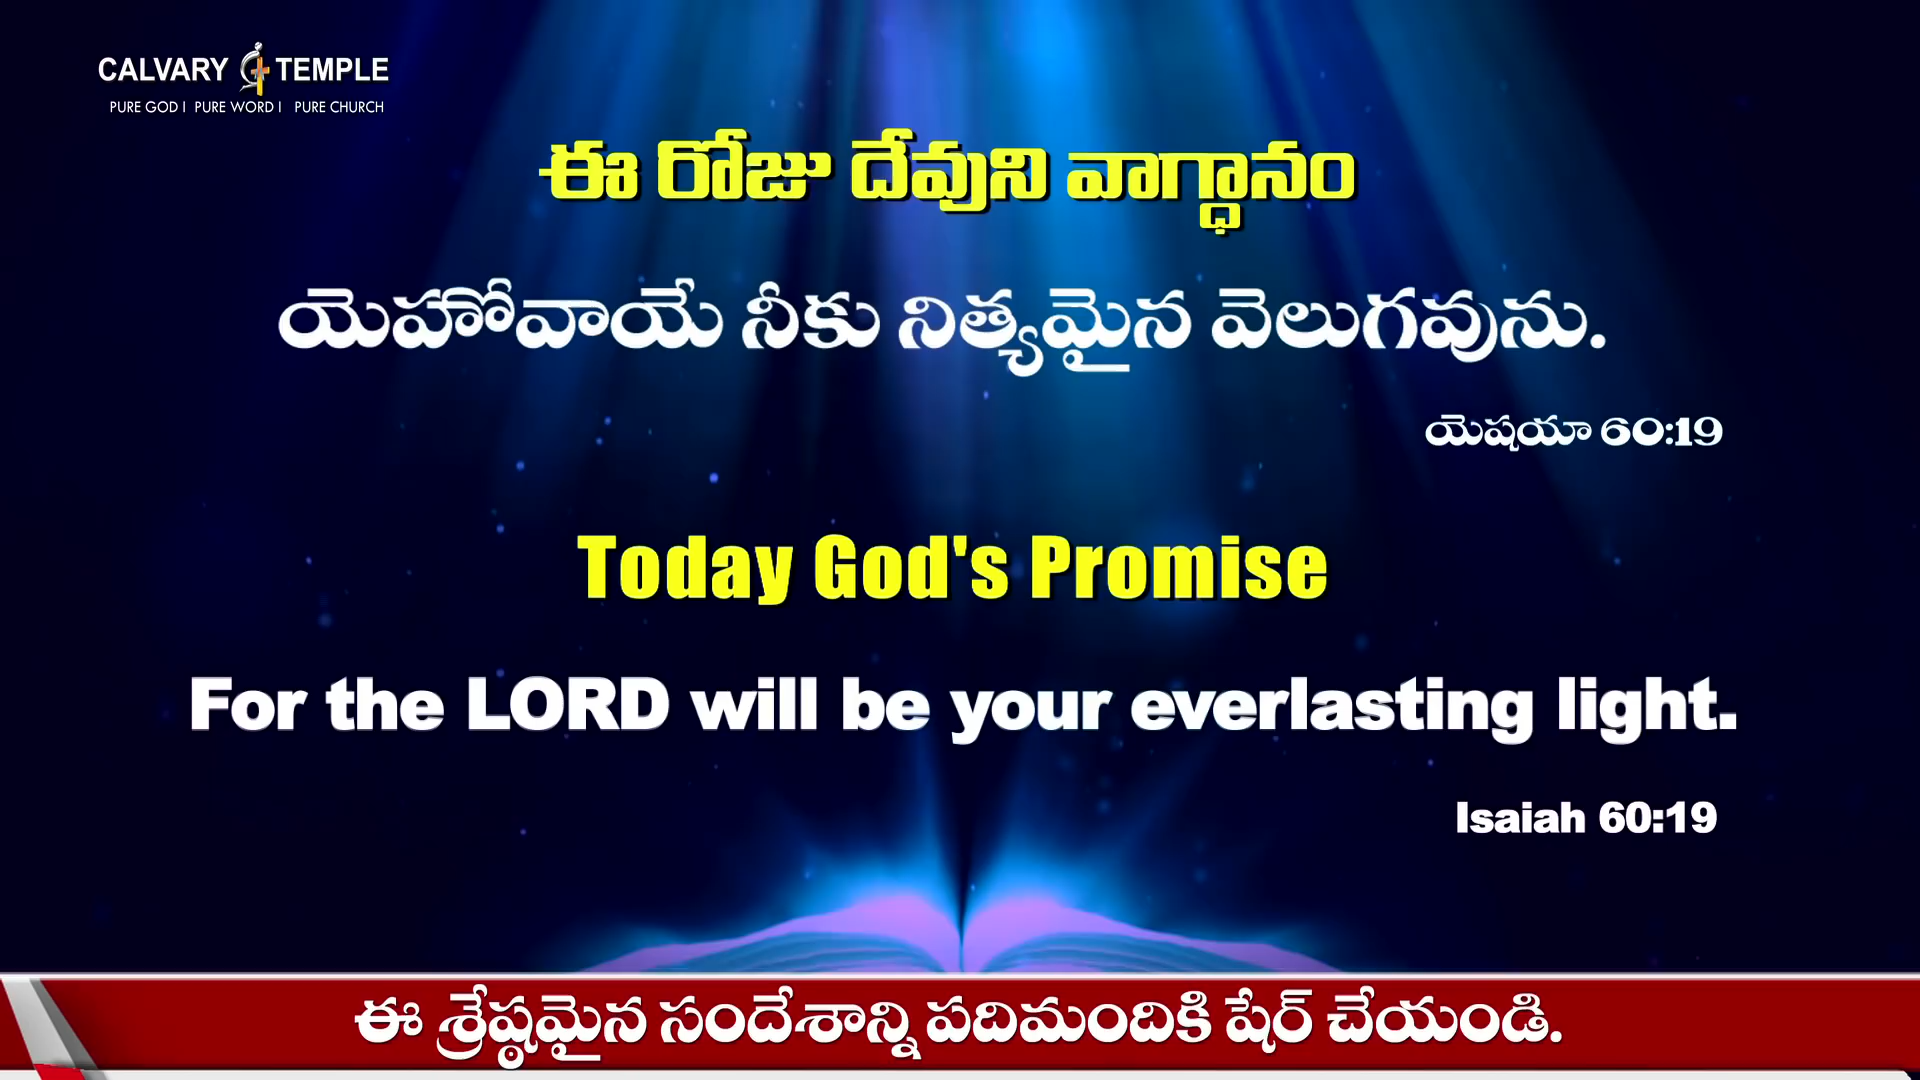 CALVARY TEMPLE
PURE GOD I PURE WORD I PURE CHURCH
ఈ రోజు దేవుని వాగ్ధానం
యెహోవాయే నీకు నిత్యమైన వెలుగవును.
యెషయా 60:19
Today God's Promise
For the LORD will be your everlasting light.
Isaiah 60:19
ఈ శ్రేష్ఠమైన సందేశాన్ని పదిమందికి షేర్ చేయండి.